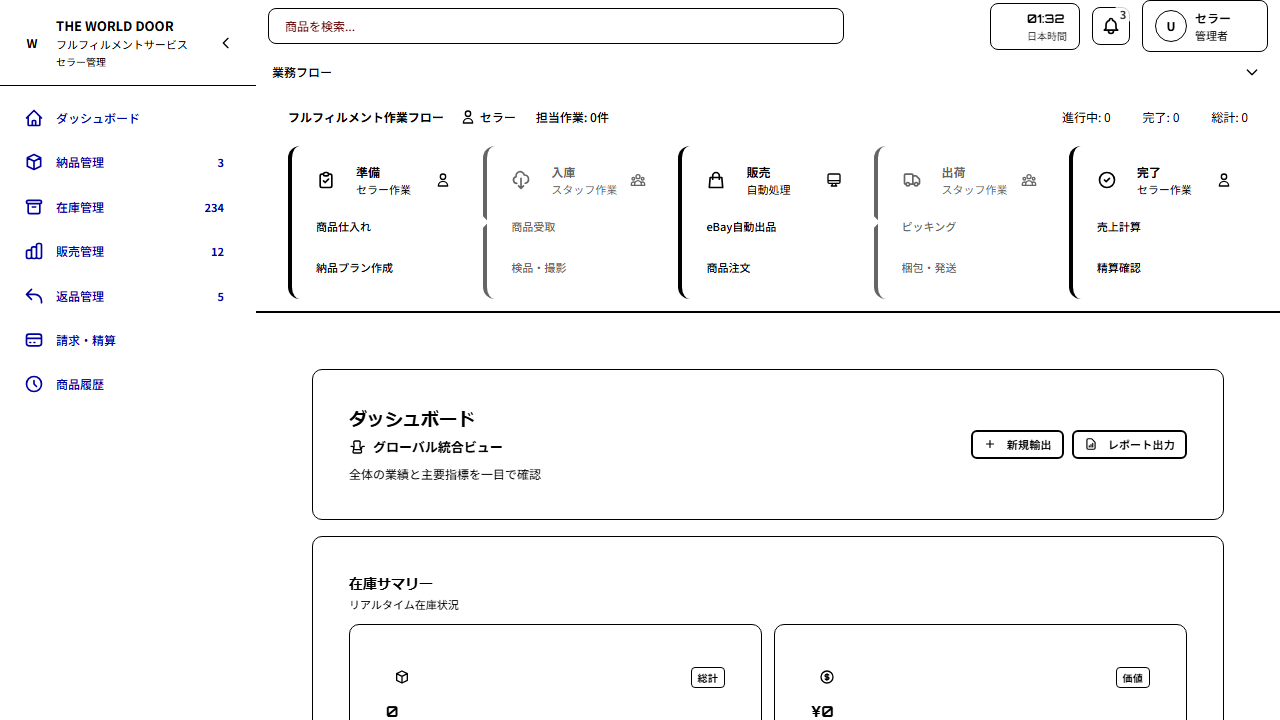 W
THE WORLD DOOR
フルフィルメントサービス
セラー管理
ダッシュボード
納品管理 3
在庫管理 234
販売管理 12
返品管理 5
請求・精算
商品履歴
商品を検索...
01:32
日本時間
3
U
セラー
管理者
業務フロー
フルフィルメント作業フロー セラー 担当作業: 0件 進行中: 0 完了: 0 総計: 0
準備
セラー作業
商品仕入れ
納品プラン作成
入庫
スタッフ作業
商品受取
検品・撮影
販売
自動処理
eBay自動出品
商品注文
出荷
スタッフ作業
ピッキング
梱包・発送
完了
セラー作業
売上計算
精算確認
ダッシュボード
グローバル統合ビュー
全体の業績と主要指標を一目で確認
新規輸出 レポート出力
在庫サマリー
リアルタイム在庫状況
総計
0
価値
¥0